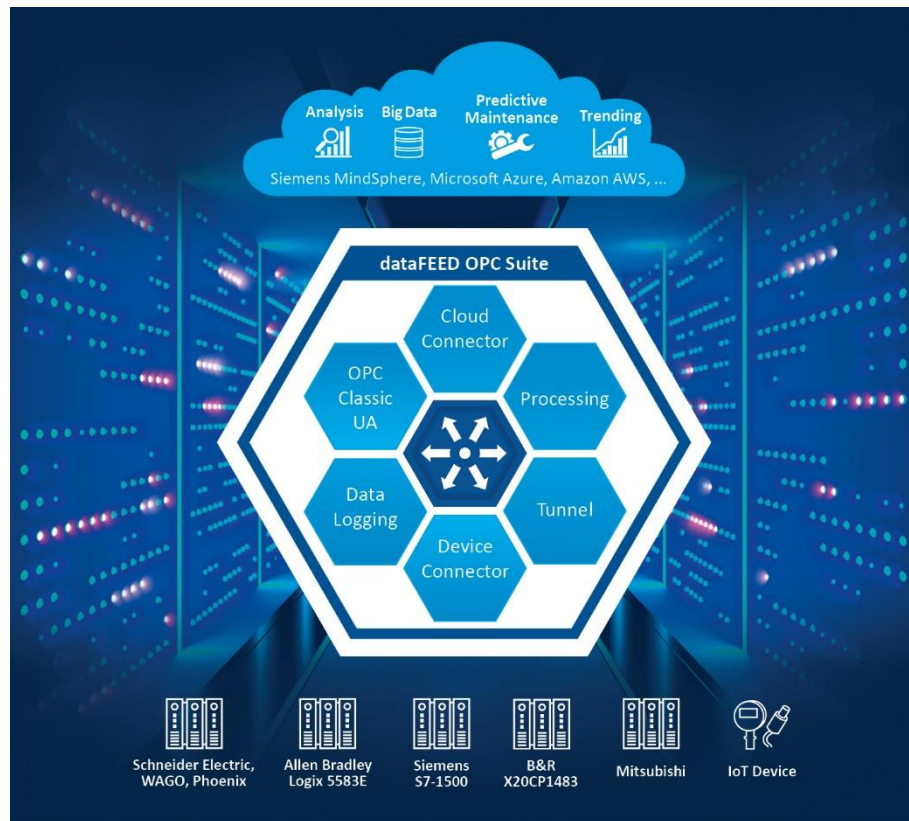 Analysis
Big Data
Predictive
Maintenance
Trending
Siemens MindSphere, Microsoft Azure, Amazon AWS, ...
dataFEED OPC Suite
Cloud
Connector
OPC
Classic
UA
Processing
Data
Logging
Tunnel
Device
Connector
Schneider Electric,
WAGO, Phoenix
Allen Bradley
Logix 5583E
Siemens
S7-1500
B&R
X20CP1483
Mitsubishi
IoT Device